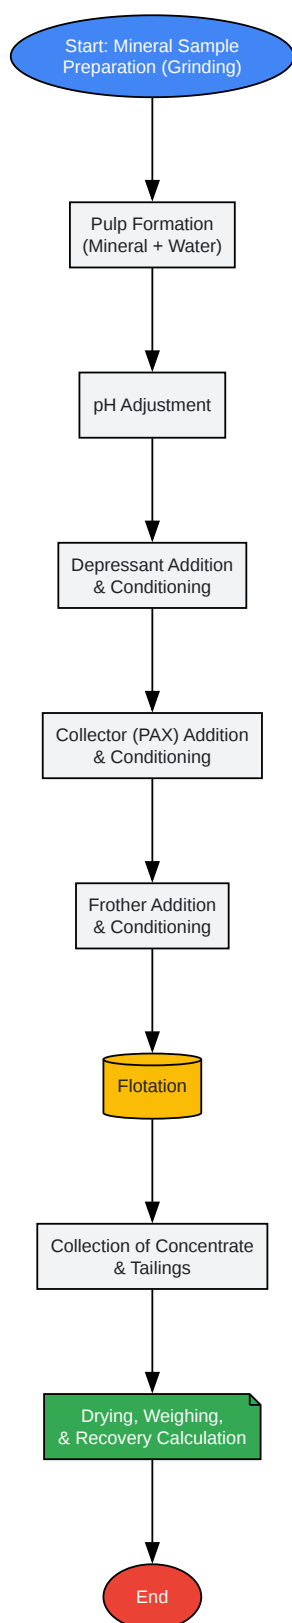 Start: Mineral Sample
Preparation (Grinding)
Pulp Formation
(Mineral + Water)
pH Adjustment
Depressant Addition
& Conditioning
Collector (PAX) Addition
& Conditioning
Frother Addition
& Conditioning
Flotation
Collection of Concentrate
& Tailings
Drying, Weighing,
& Recovery Calculation
End